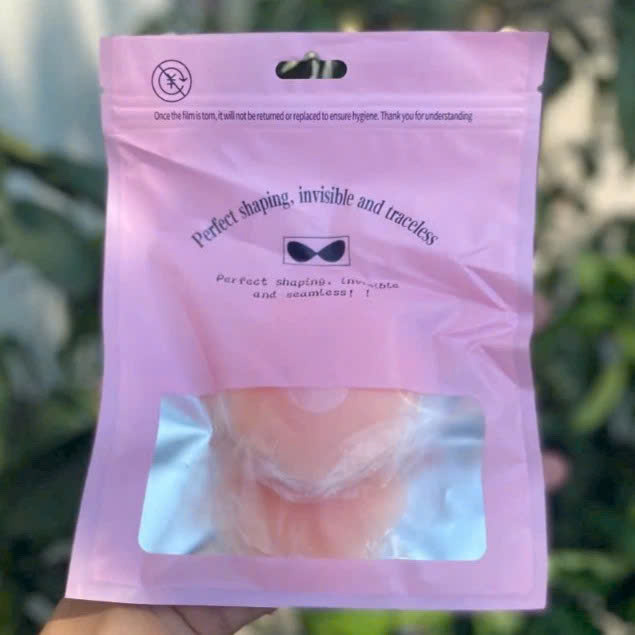 Once the film is torn, it will not be returned or replaced to ensure hygiene. Thank you for understanding
Perfect shaping, invisible and traceless
Perfect shaping, invisible
and seamless! !